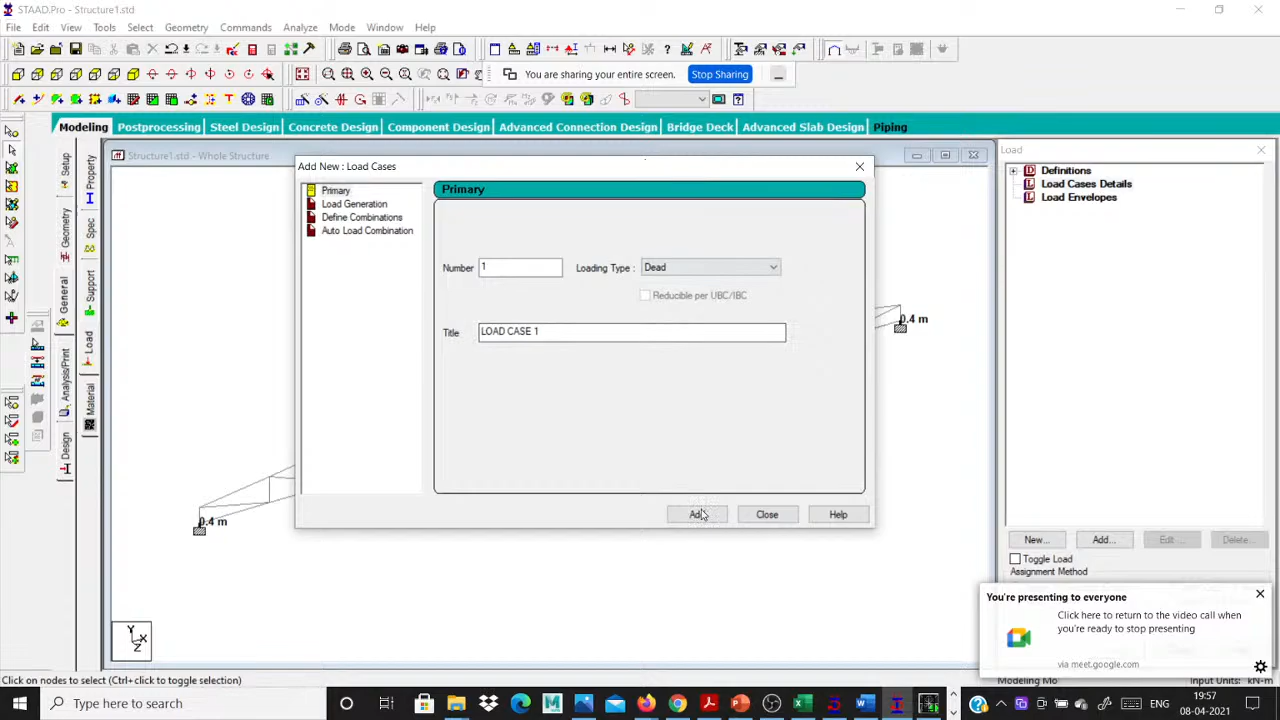 STAAD.Pro - Structure1.std
File Edit View Tools Select Geometry Commands Analyze Mode Window Help
You are sharing your entire screen. Stop Sharing
Modeling Postprocessing Steel Design Concrete Design Component Design Advanced Connection Design Bridge Deck Advanced Slab Design Piping
Setup
Geometry
General
Analysis/Print
Design
Property
Spec
Support
Load
Material
Structure1.std - Whole Structure
Add New : Load Cases
Primary
Load Generation
Define Combinations
Auto Load Combination
Primary
Number 1
Loading Type : Dead
Reducible per UBC/IBC
Title LOAD CASE 1
Close
Help
0.4 m
0.4 m
Y
X
Z
Load
Definitions
Load Cases Details
Load Envelopes
New... Add... Edit ... Delete...
Toggle Load
Assignment Method
You're presenting to everyone
Click here to return to the video call when
you're ready to stop presenting
via meet.google.com
Click on nodes to select (Ctrl+click to toggle selection)
Modeling Mo
Input Units: kN-m
Type here to search
ENG
19:57
08-04-2021